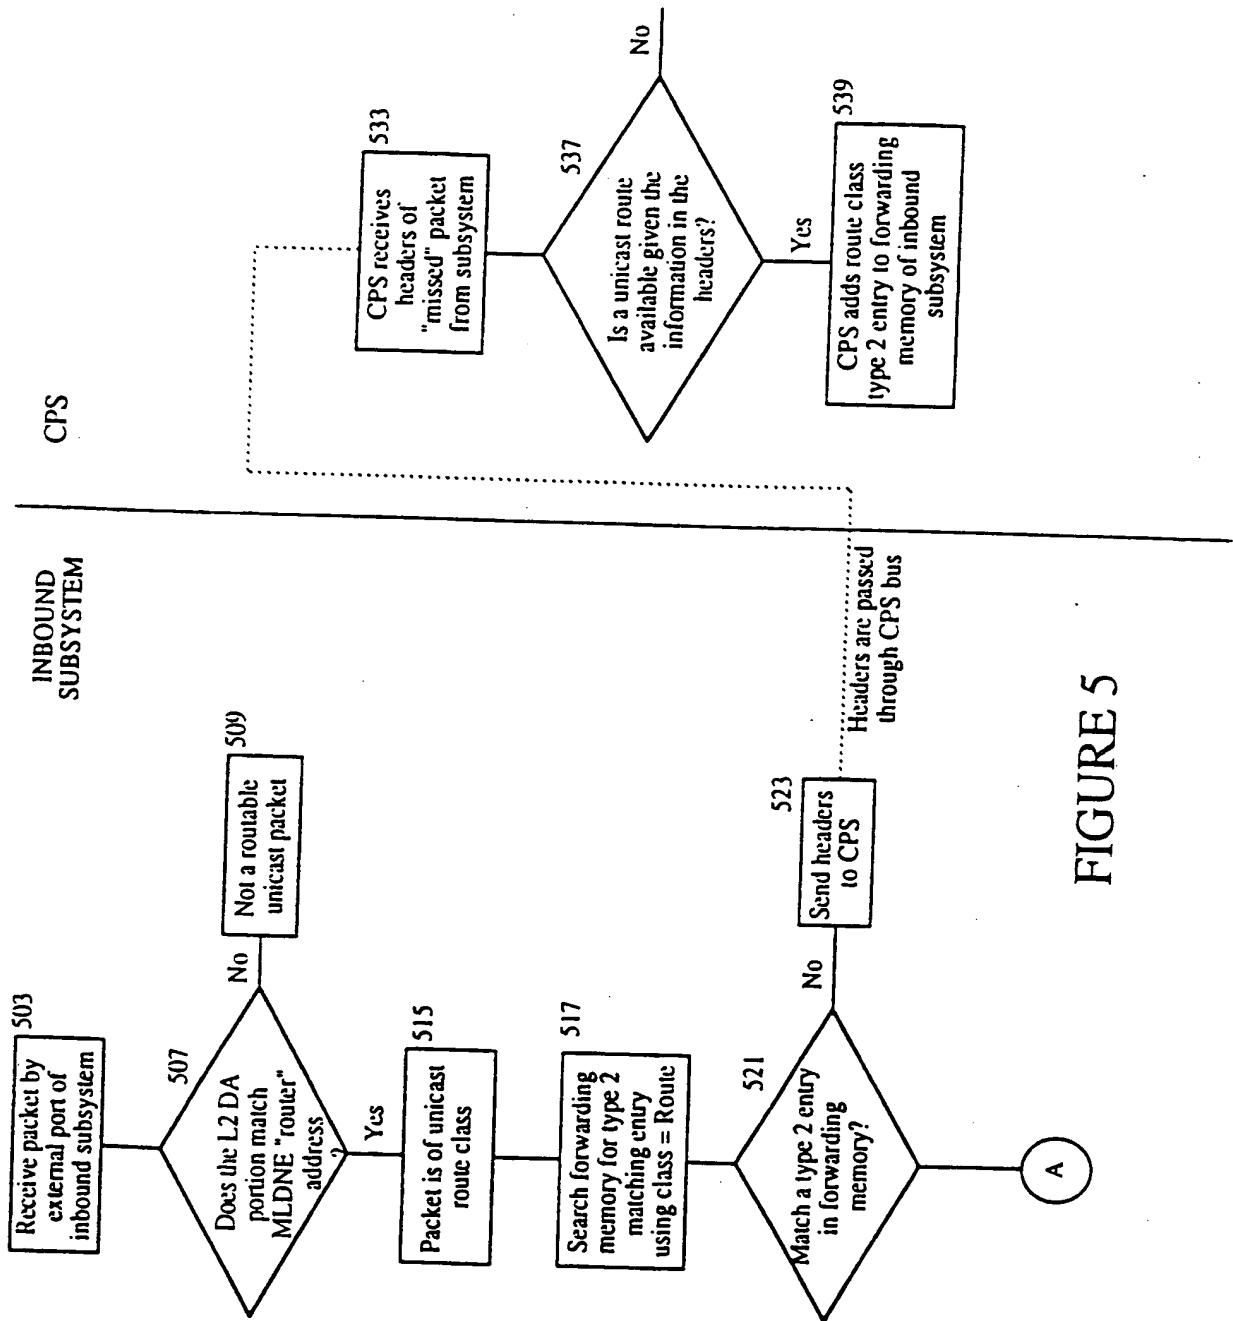 INBOUND
SUBSYSTEM
CPS
503
Receive packet by
external port of
inbound subsystem
507
Does the L2 DA
portion match
MLDNE "router"
address
?
No
509
Not a routable
unicast packet
Yes
515
Packet is of unicast
route class
517
Search forwarding
memory for type 2
matching entry
using class = Route
521
Match a type 2 entry
in forwarding
memory?
No
523
Send headers
to CPS
A
Headers are passed
through CPS bus
533
CPS receives
headers of
"missed" packet
from subsystem
537
Is a unicast route
available given the
information in the
headers?
No
Yes
539
CPS adds route class
type 2 entry to forwarding
memory of inbound
subsystem
FIGURE 5